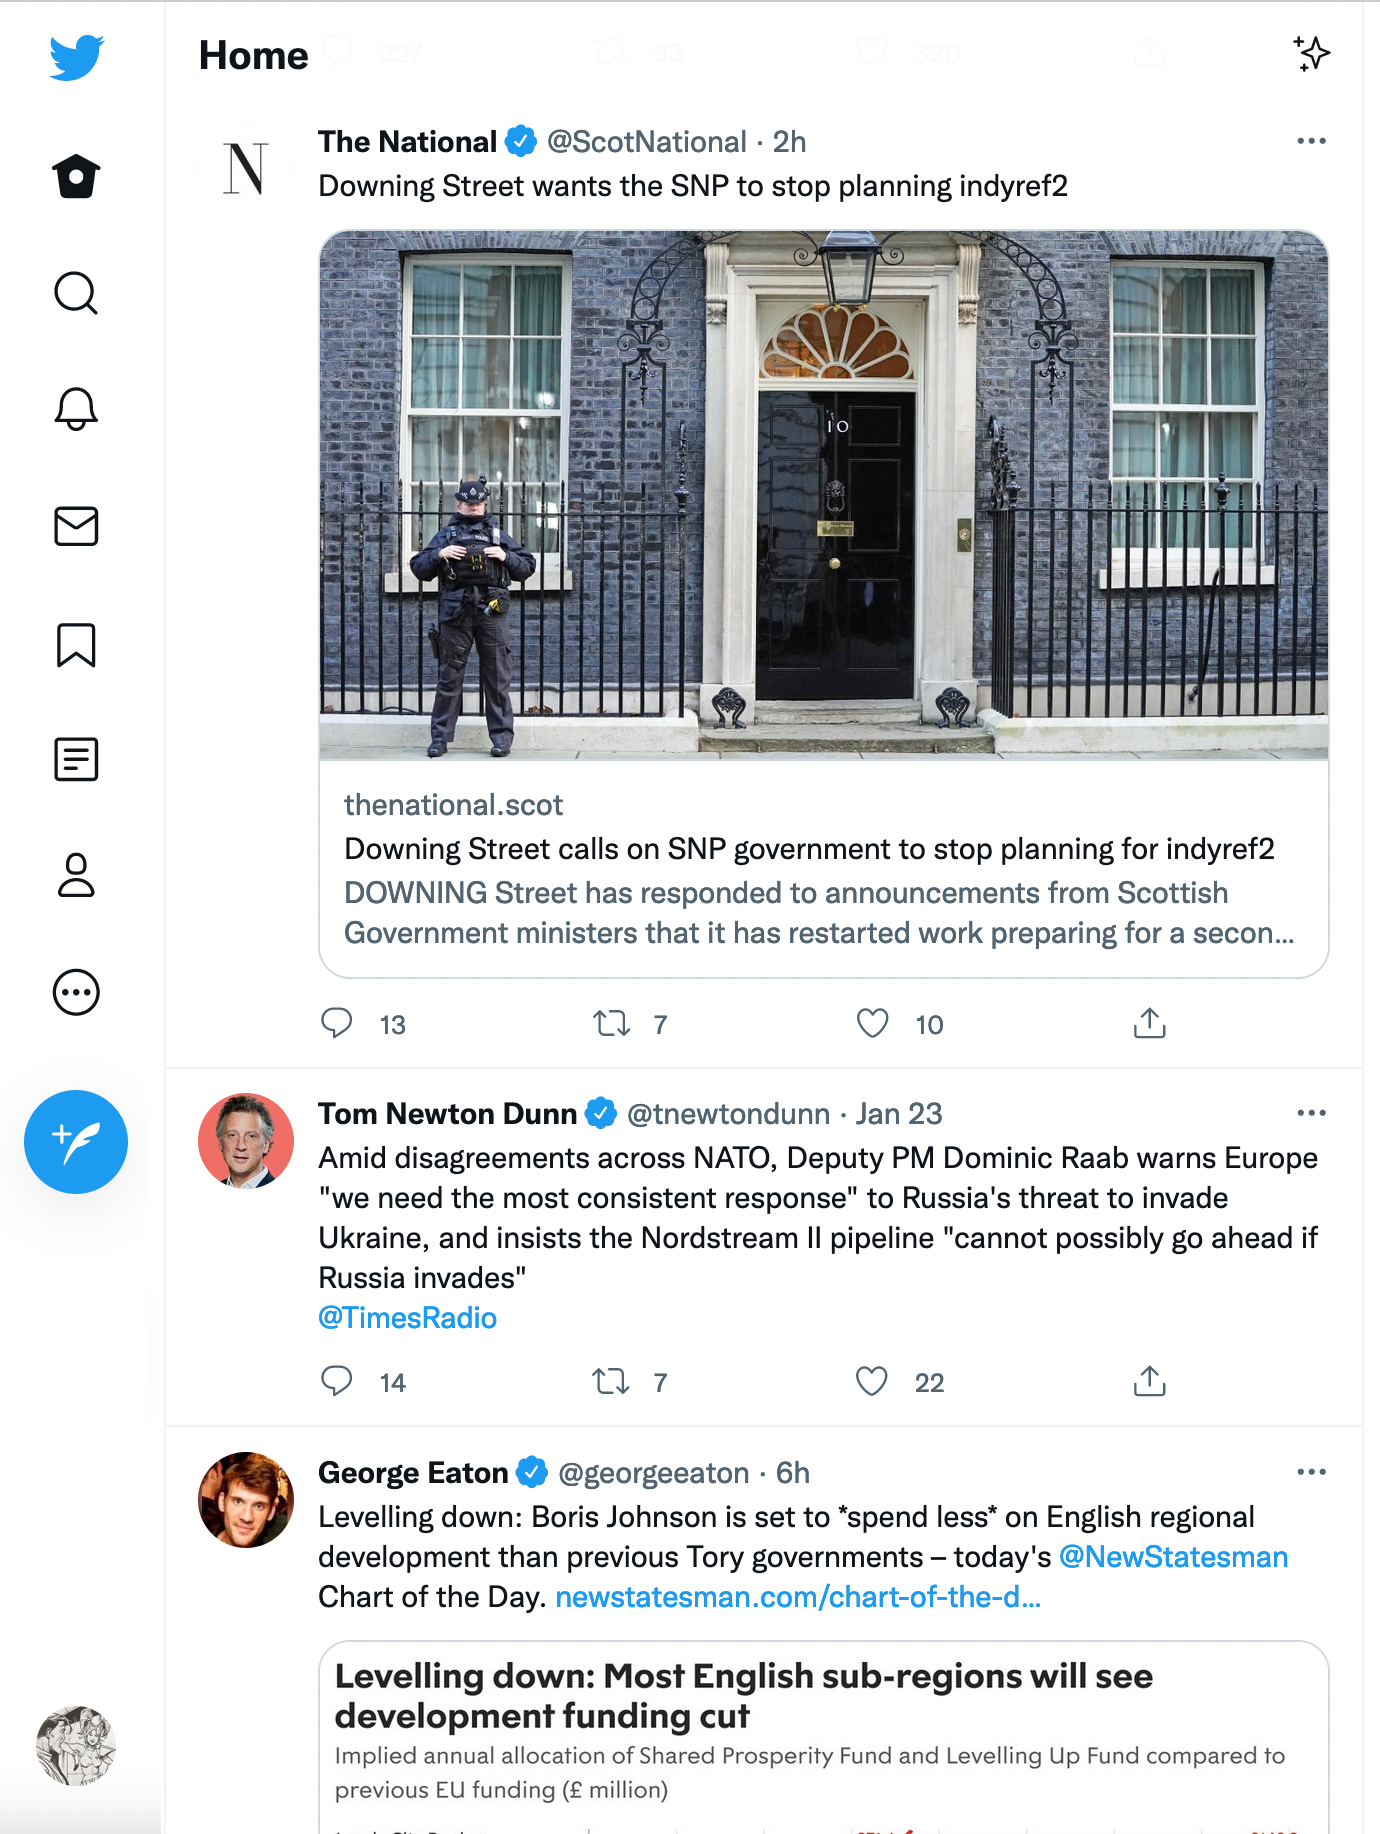 Home
227 93 320
The National @ScotNational · 2h
Downing Street wants the SNP to stop planning indyref2
N
10
thenational.scot
Downing Street calls on SNP government to stop planning for indyref2
DOWNING Street has responded to announcements from Scottish
Government ministers that it has restarted work preparing for a secon...
13 7 10
Tom Newton Dunn @tnewtondunn · Jan 23
Amid disagreements across NATO, Deputy PM Dominic Raab warns Europe
"we need the most consistent response" to Russia's threat to invade
Ukraine, and insists the Nordstream II pipeline "cannot possibly go ahead if
Russia invades"
@TimesRadio
14 7 22
George Eaton @georgeeaton · 6h
Levelling down: Boris Johnson is set to *spend less* on English regional
development than previous Tory governments – today's @NewStatesman
Chart of the Day. newstatesman.com/chart-of-the-d...
Levelling down: Most English sub-regions will see
development funding cut
Implied annual allocation of Shared Prosperity Fund and Levelling Up Fund compared to
previous EU funding (£ million)